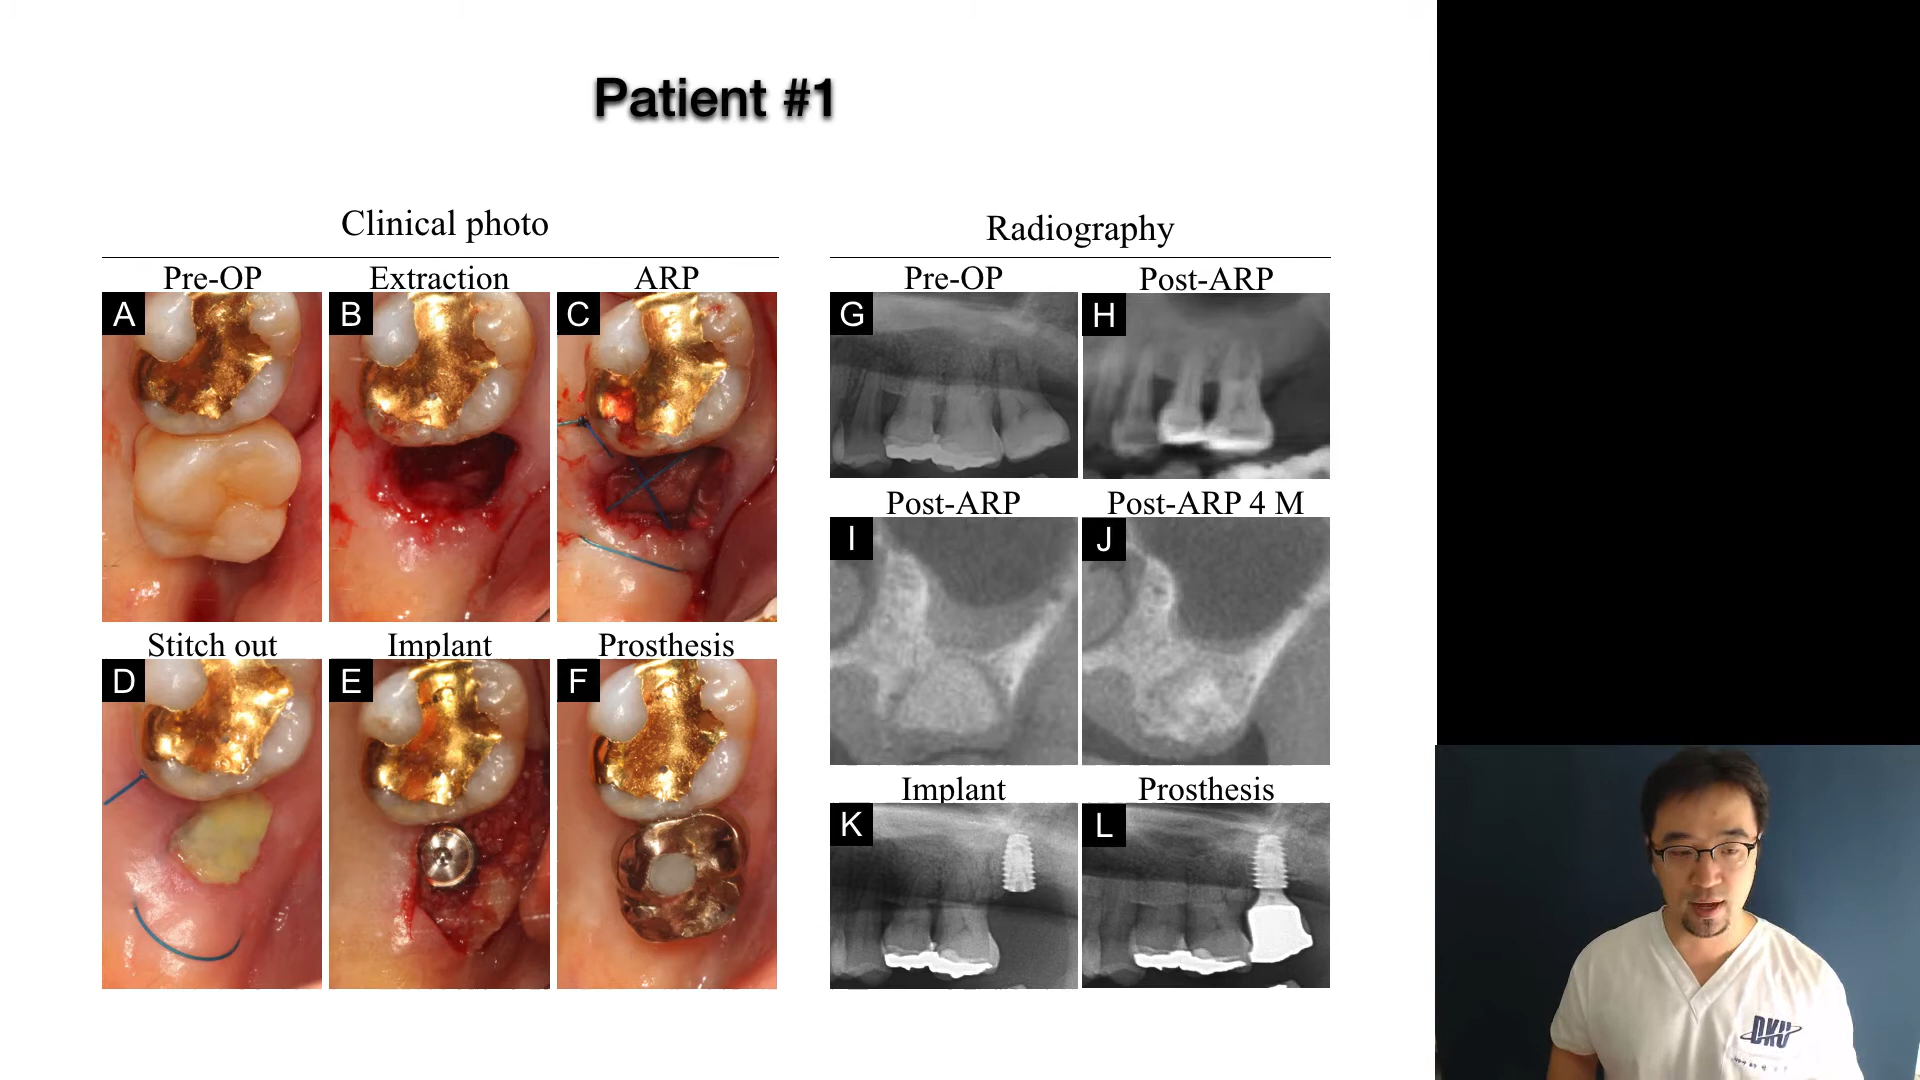 Patient #1
Clinical photo
Pre-OP Extraction ARP
A B C
Stitch out Implant Prosthesis
D E F
Radiography
Pre-OP Post-ARP
G H
Post-ARP Post-ARP 4 M
I J
Implant Prosthesis
K L
DKU